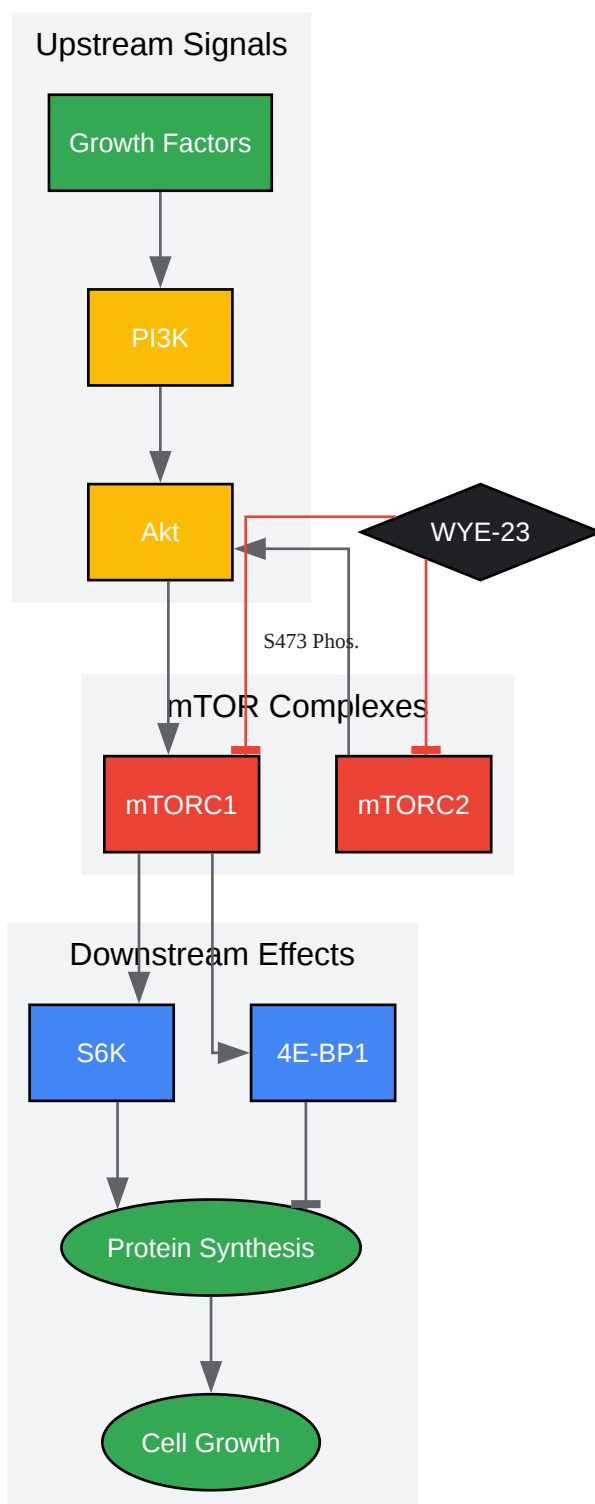 Upstream Signals
Growth Factors
PI3K
Akt
WYE-23
S473 Phos.
mTOR Complexes
mTORC1
mTORC2
Downstream Effects
S6K
4E-BP1
Protein Synthesis
Cell Growth